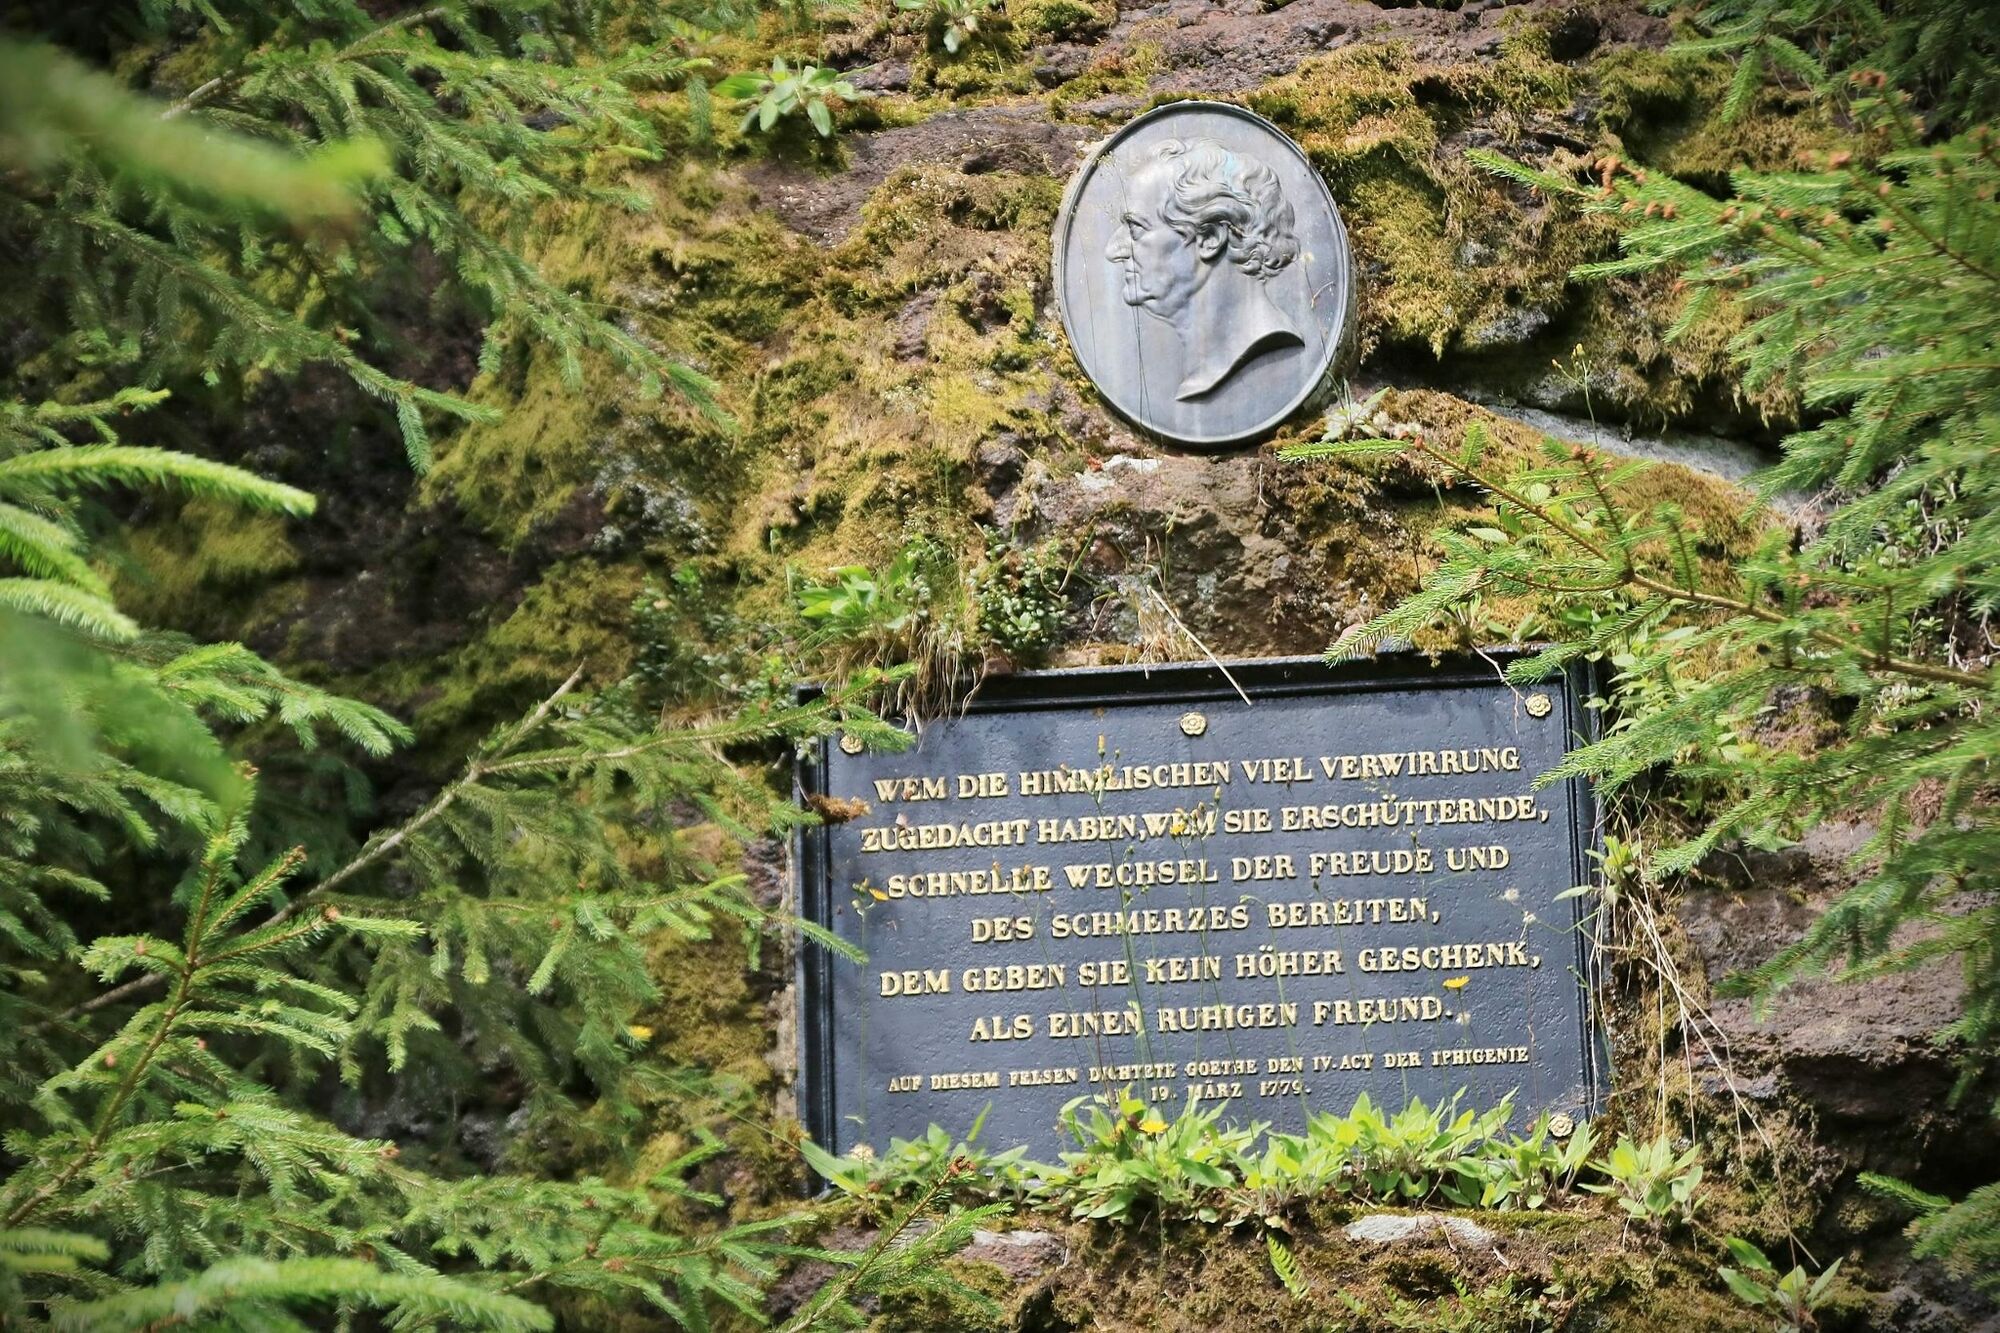 WEM DIE HIMMLISCHEN VIEL VERWIRRUNG
ZUGEDACHT HABEN, WEM SIE ERSCHÜTTERNDE,
SCHNELLE WECHSEL DER FREUDE UND
DES SCHMERZES BEREITEN,
DEM GEBEN SIE KEIN HÖHER GESCHENK,
ALS EINEN RUHIGEN FREUND.
AUF DIESEM FELSEN DICHTETE GOETHE DEN IV. ACT DER IPHIGENIE
19. MÄRZ 1779.